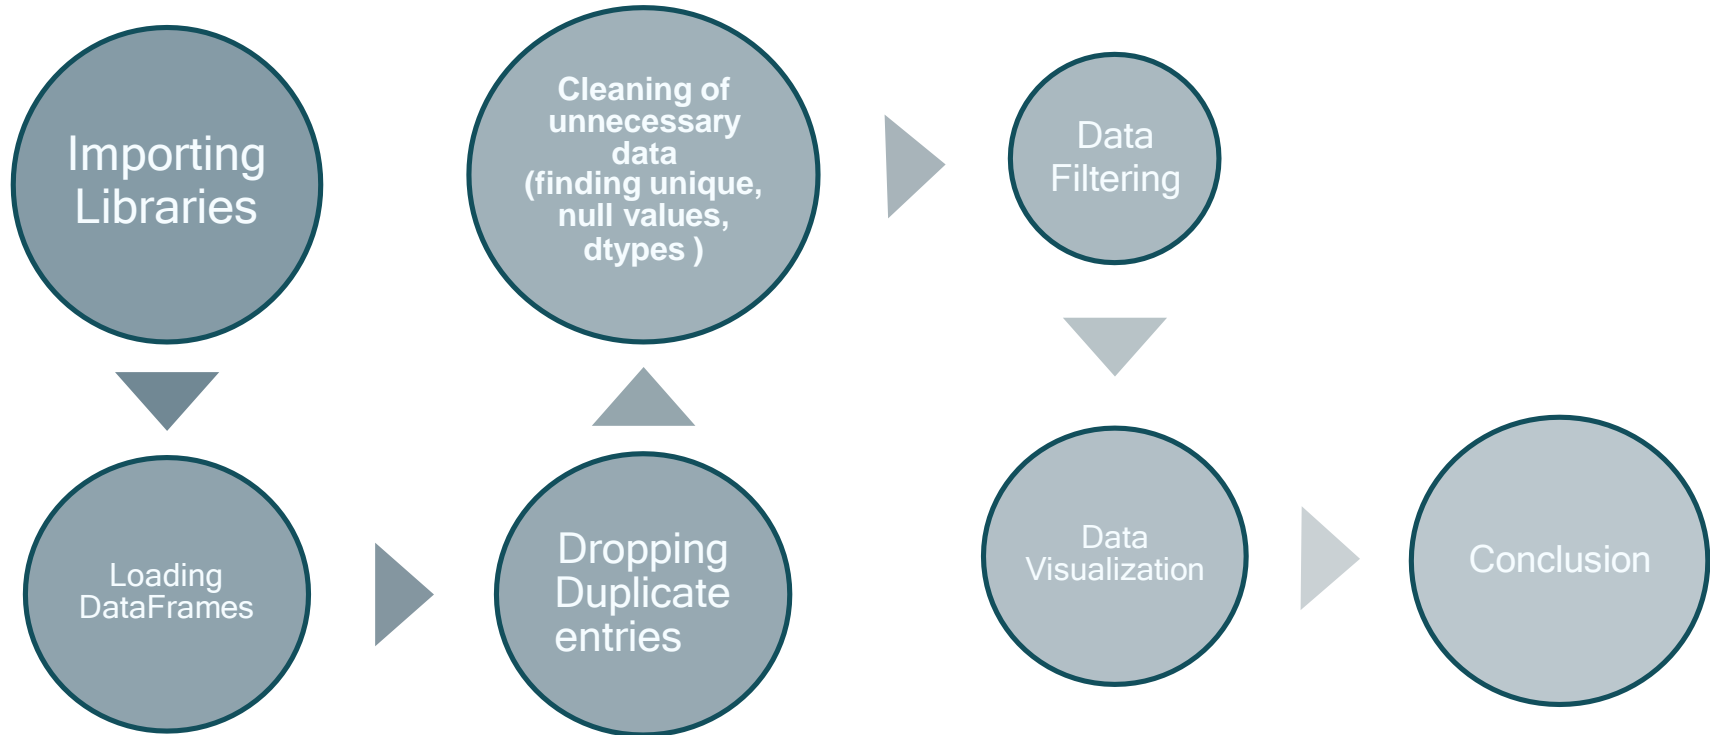 Importing
Libraries
Loading
DataFrames
Dropping
Duplicate
entries
Cleaning of
unnecessary
data
(finding unique,
null values,
dtypes )
Data
Filtering
Data
Visualization
Conclusion